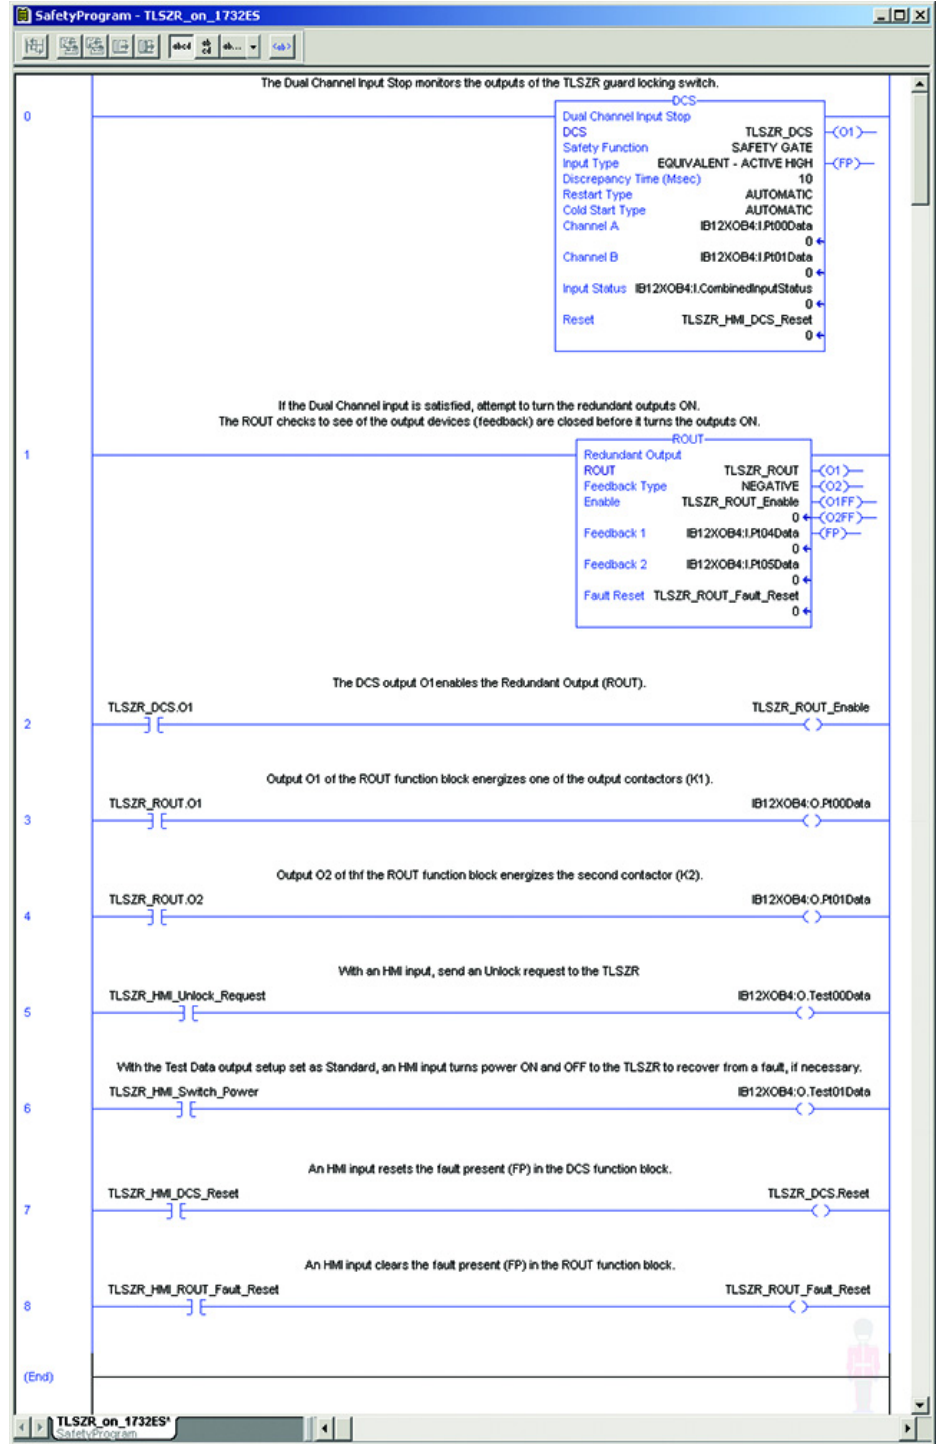 SafetyProgram - TLSZR_on_1732ES
abcd
ab
cd
ab...
<ab>
The Dual Channel Input Stop monitors the outputs of the TLSZR guard locking switch.
0
DCS
Dual Channel Input Stop
DCS TLSZR_DCS (O1)
Safety Function SAFETY GATE
Input Type EQUIVALENT - ACTIVE HIGH (FP)
Discrepancy Time (Msec) 10
Restart Type AUTOMATIC
Cold Start Type AUTOMATIC
Channel A IB12XOB4:I.Pt00Data
0
Channel B IB12XOB4:I.Pt01Data
0
Input Status IB12XOB4:I.CombinedInputStatus
0
Reset TLSZR_HMI_DCS_Reset
0
If the Dual Channel input is satisfied, attempt to turn the redundant outputs ON.
The ROUT checks to see of the output devices (feedback) are closed before it turns the outputs ON.
1
ROUT
Redundant Output
ROUT TLSZR_ROUT (O1)
Feedback Type NEGATIVE (O2)
Enable TLSZR_ROUT_Enable (O1FF)
0 (O2FF)
Feedback 1 IB12XOB4:I.Pt04Data (FP)
0
Feedback 2 IB12XOB4:I.Pt05Data
0
Fault Reset TLSZR_ROUT_Fault_Reset
0
The DCS output O1enables the Redundant Output (ROUT).
TLSZR_DCS.O1 TLSZR_ROUT_Enable
2
Output O1 of the ROUT function block energizes one of the output contactors (K1).
TLSZR_ROUT.O1 IB12XOB4:O.Pt00Data
3
Output O2 of thf the ROUT function block energizes the second contactor (K2).
TLSZR_ROUT.O2 IB12XOB4:O.Pt01Data
4
With an HMI input, send an Unlock request to the TLSZR
TLSZR_HMI_Unlock_Request IB12XOB4:O.Test00Data
5
With the Test Data output setup set as Standard, an HMI input turns power ON and OFF to the TLSZR to recover from a fault, if necessary.
TLSZR_HMI_Switch_Power IB12XOB4:O.Test01Data
6
An HMI input resets the fault present (FP) in the DCS function block.
TLSZR_HMI_DCS_Reset TLSZR_DCS.Reset
7
An HMI input clears the fault present (FP) in the ROUT function block.
TLSZR_HMI_ROUT_Fault_Reset TLSZR_ROUT_Fault_Reset
8
(End)
TLSZR_on_1732ES*
SafetyProgram